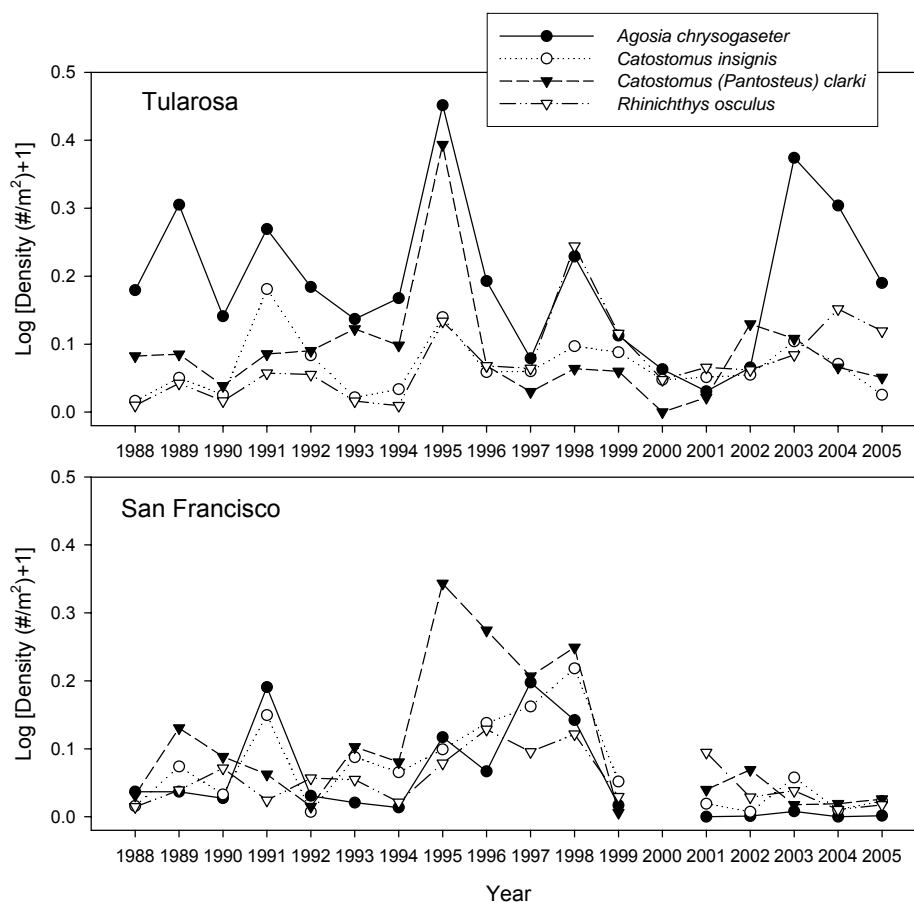 Agosia chrysogaseter
Catostomus insignis
Catostomus (Pantosteus) clarki
Rhinichthys osculus
Tularosa
Log [Density (#/m²)+1]
0.5
0.4
0.3
0.2
0.1
0.0
1988 1989 1990 1991 1992 1993 1994 1995 1996 1997 1998 1999 2000 2001 2002 2003 2004 2005
San Francisco
Log [Density (#/m²)+1]
0.5
0.4
0.3
0.2
0.1
0.0
1988 1989 1990 1991 1992 1993 1994 1995 1996 1997 1998 1999 2000 2001 2002 2003 2004 2005
Year